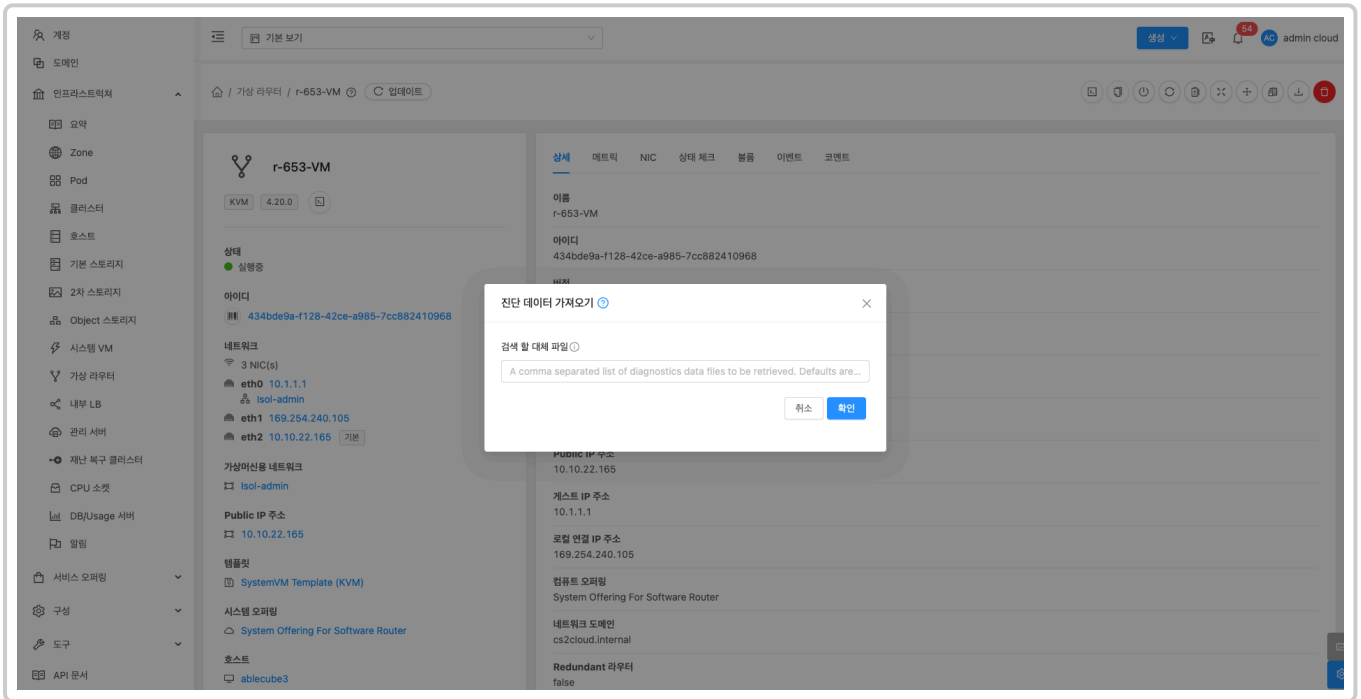 계정
도메인
인프라스트럭쳐
요약
Zone
Pod
클러스터
호스트
기본 스토리지
2차 스토리지
Object 스토리지
시스템 VM
가상 라우터
내부 LB
관리 서버
재난 복구 클러스터
CPU 소켓
DB/Usage 서버
알림
서비스 오퍼링
구성
도구
API 문서
기본 보기
생성
54
AC admin cloud
/ 가상 라우터 / r-653-VM 업데이트
r-653-VM
KVM 4.20.0
상태
실행중
아이디
434bde9a-f128-42ce-a985-7cc882410968
네트워크
3 NIC(s)
eth0 10.1.1.1
lsol-admin
eth1 169.254.240.105
eth2 10.10.22.165 기본
가상머신용 네트워크
lsol-admin
Public IP 주소
10.10.22.165
템플릿
SystemVM Template (KVM)
시스템 오퍼링
System Offering For Software Router
호스트
ablecube3
상세 메트릭 NIC 상태 체크 볼륨 이벤트 코멘트
이름
r-653-VM
아이디
434bde9a-f128-42ce-a985-7cc882410968
버전
진단 데이터 가져오기
검색 할 대체 파일
A comma separated list of diagnostics data files to be retrieved. Defaults are...
취소 확인
Public IP 주소
10.10.22.165
게스트 IP 주소
10.1.1.1
로컬 연결 IP 주소
169.254.240.105
컴퓨트 오퍼링
System Offering For Software Router
네트워크 도메인
cs2cloud.internal
Redundant 라우터
false